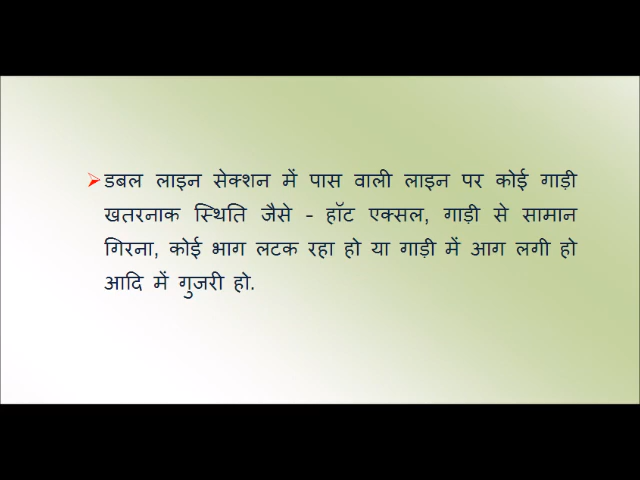 डबल लाइन सेक्शन में पास वाली लाइन पर कोई गाड़ी
खतरनाक स्थिति जैसे – हॉट एक्सल, गाड़ी से सामान
गिरना, कोई भाग लटक रहा हो या गाड़ी में आग लगी हो
आदि में गुजरी हो.